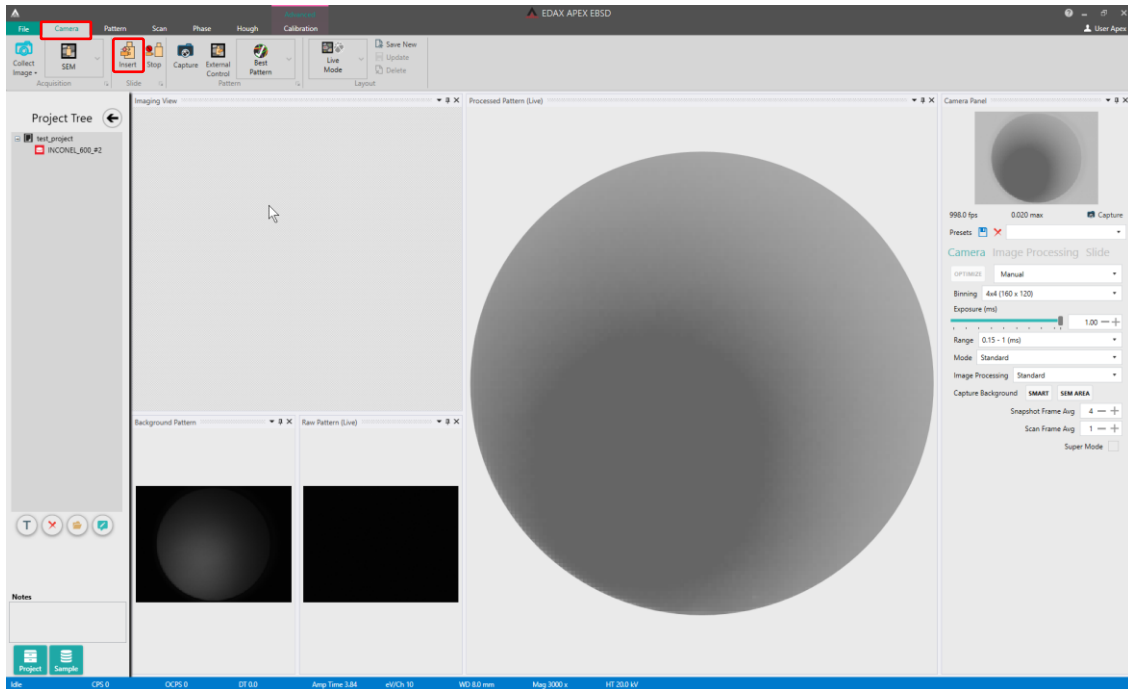 EDAX APEX EBSD
Advanced
File Camera Pattern Scan Phase Hough Calibration
User Apex
Collect Image
SEM
Insert
Stop
Capture
External Control
Best Pattern
Live Mode
Save New
Update
Delete
Acquisition
Slide
Pattern
Layout
Project Tree
test_project
INCONEL_600_#2
T
Notes
Project
Sample
Imaging View
Background Pattern
Raw Pattern (Live)
Processed Pattern (Live)
Camera Panel
998.0 fps 0.020 max Capture
Presets
Camera Image Processing Slide
OPTIMIZE Manual
Binning 4x4 (160 x 120)
Exposure (ms)
1.00
Range 0.15 - 1 (ms)
Mode Standard
Image Processing Standard
Capture Background SMART SEM AREA
Snapshot Frame Avg 4
Scan Frame Avg 1
Super Mode
Idle CPS 0 OCPS 0 DT 0.0 Amp Time 3.84 eV/Ch 10 WD 8.0 mm Mag 3000 x HT 20.0 kV